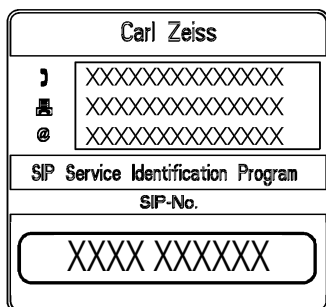 Carl Zeiss
XXXXXXXXXXXXXX
XXXXXXXXXXXXXX
@ XXXXXXXXXXXXXX
SIP Service Identification Program
SIP-No.
XXXX XXXXXX